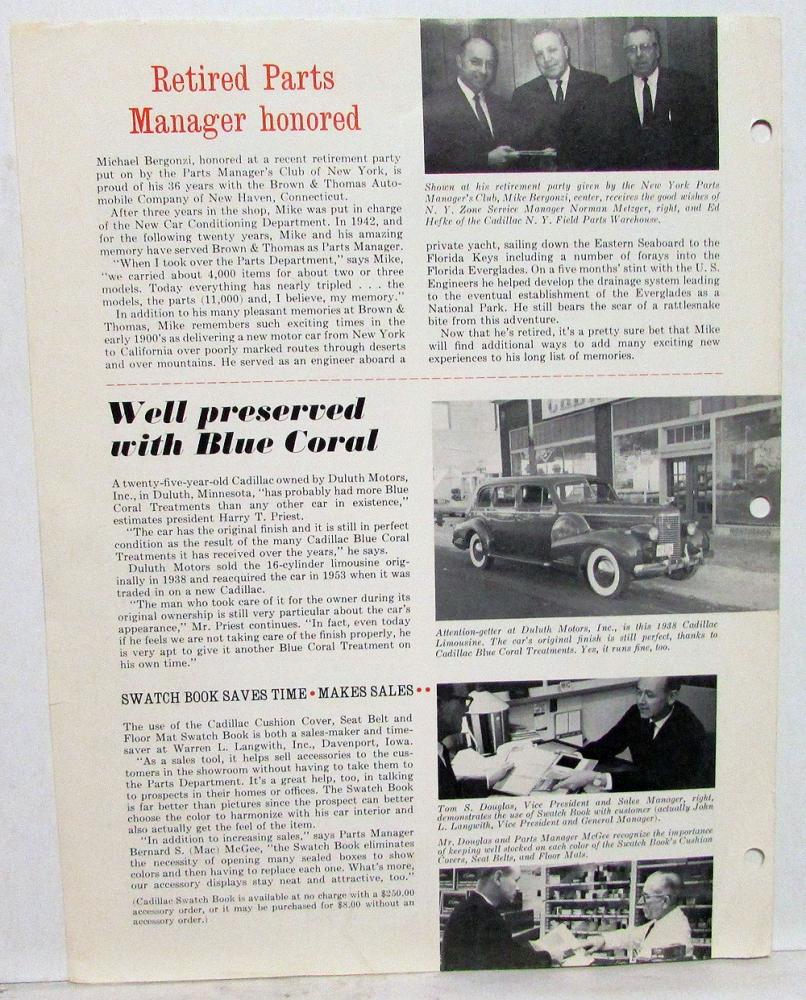 Retired Parts
Manager honored
Michael Bergonzi, honored at a recent retirement party
put on by the Parts Manager's Club of New York, is
proud of his 36 years with the Brown & Thomas Auto-
mobile Company of New Haven, Connecticut.
After three years in the shop, Mike was put in charge
of the New Car Conditioning Department. In 1942, and
for the following twenty years, Mike and his amazing
memory have served Brown & Thomas as Parts Manager.
"When I took over the Parts Department," says Mike,
"we carried about 4,000 items for about two or three
models. Today everything has nearly tripled . . . the
models, the parts (11,000) and, I believe, my memory."
In addition to his many pleasant memories at Brown &
Thomas, Mike remembers such exciting times in the
early 1900's as delivering a new motor car from New York
to California over poorly marked routes through deserts
and over mountains. He served as an engineer aboard a
Shown at his retirement party given by the New York Parts
Manager's Club, Mike Bergonzi, center, receives the good wishes of
N. Y. Zone Service Manager Norman Metzger, right, and Ed
Hefke of the Cadillac N. Y. Field Parts Warehouse.
private yacht, sailing down the Eastern Seaboard to the
Florida Keys including a number of forays into the
Florida Everglades. On a five months' stint with the U. S.
Engineers he helped develop the drainage system leading
to the eventual establishment of the Everglades as a
National Park. He still bears the scar of a rattlesnake
bite from this adventure.
Now that he's retired, it's a pretty sure bet that Mike
will find additional ways to add many exciting new
experiences to his long list of memories.
Well preserved
with Blue Coral
A twenty-five-year-old Cadillac owned by Duluth Motors,
Inc., in Duluth, Minnesota, "has probably had more Blue
Coral Treatments than any other car in existence,"
estimates president Harry T. Priest.
"The car has the original finish and it is still in perfect
condition as the result of the many Cadillac Blue Coral
Treatments it has received over the years," he says.
Duluth Motors sold the 16-cylinder limousine orig-
inally in 1938 and reacquired the car in 1953 when it was
traded in on a new Cadillac.
"The man who took care of it for the owner during its
original ownership is still very particular about the car's
appearance," Mr. Priest continues. "In fact, even today
if he feels we are not taking care of the finish properly, he
is very apt to give it another Blue Coral Treatment on
his own time."
Attention-getter at Duluth Motors, Inc., is this 1938 Cadillac
Limousine. The car's original finish is still perfect, thanks to
Cadillac Blue Coral Treatments. Yes, it runs fine, too.
SWATCH BOOK SAVES TIME • MAKES SALES • •
The use of the Cadillac Cushion Cover, Seat Belt and
Floor Mat Swatch Book is both a sales-maker and time-
saver at Warren L. Langwith, Inc., Davenport, Iowa.
"As a sales tool, it helps sell accessories to the cus-
tomers in the showroom without having to take them to
the Parts Department. It's a great help, too, in talking
to prospects in their homes or offices. The Swatch Book
is far better than pictures since the prospect can better
choose the color to harmonize with his car interior and
also actually get the feel of the item.
"In addition to increasing sales," says Parts Manager
Bernard S. (Mac) McGee, "the Swatch Book eliminates
the necessity of opening many sealed boxes to show
colors and then having to replace each one. What's more,
our accessory displays stay neat and attractive, too."
(Cadillac Swatch Book is available at no charge with a $250.00
accessory order, or it may be purchased for $8.00 without an
accessory order.)
Tom S. Douglas, Vice President and Sales Manager, right,
demonstrates the use of Swatch Book with customer (actually John
L. Langwith, Vice President and General Manager).
Mr. Douglas and Parts Manager McGee recognize the importance
of keeping well stocked on each color of the Swatch Book's Cushion
Covers, Seat Belts, and Floor Mats.